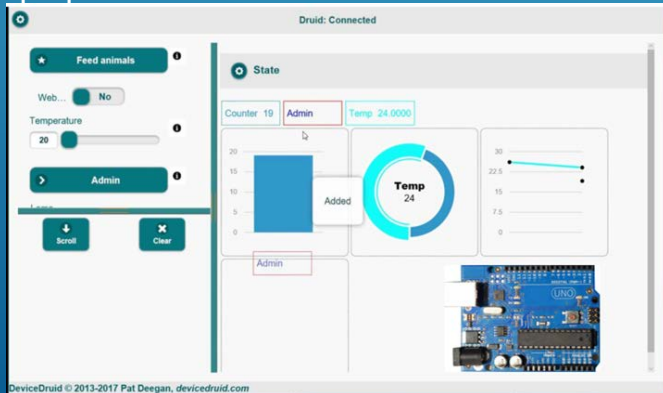 Druid: Connected
Feed animals
Web... No
Temperature
20
Admin
Scroll
Clear
State
Counter 19
Admin
Temp 24.0000
20
15
10
5
0
Added
Temp
24
30
22.5
15
7.5
0
Admin
UNO
DeviceDruid © 2013-2017 Pat Deegan, devicedruid.com